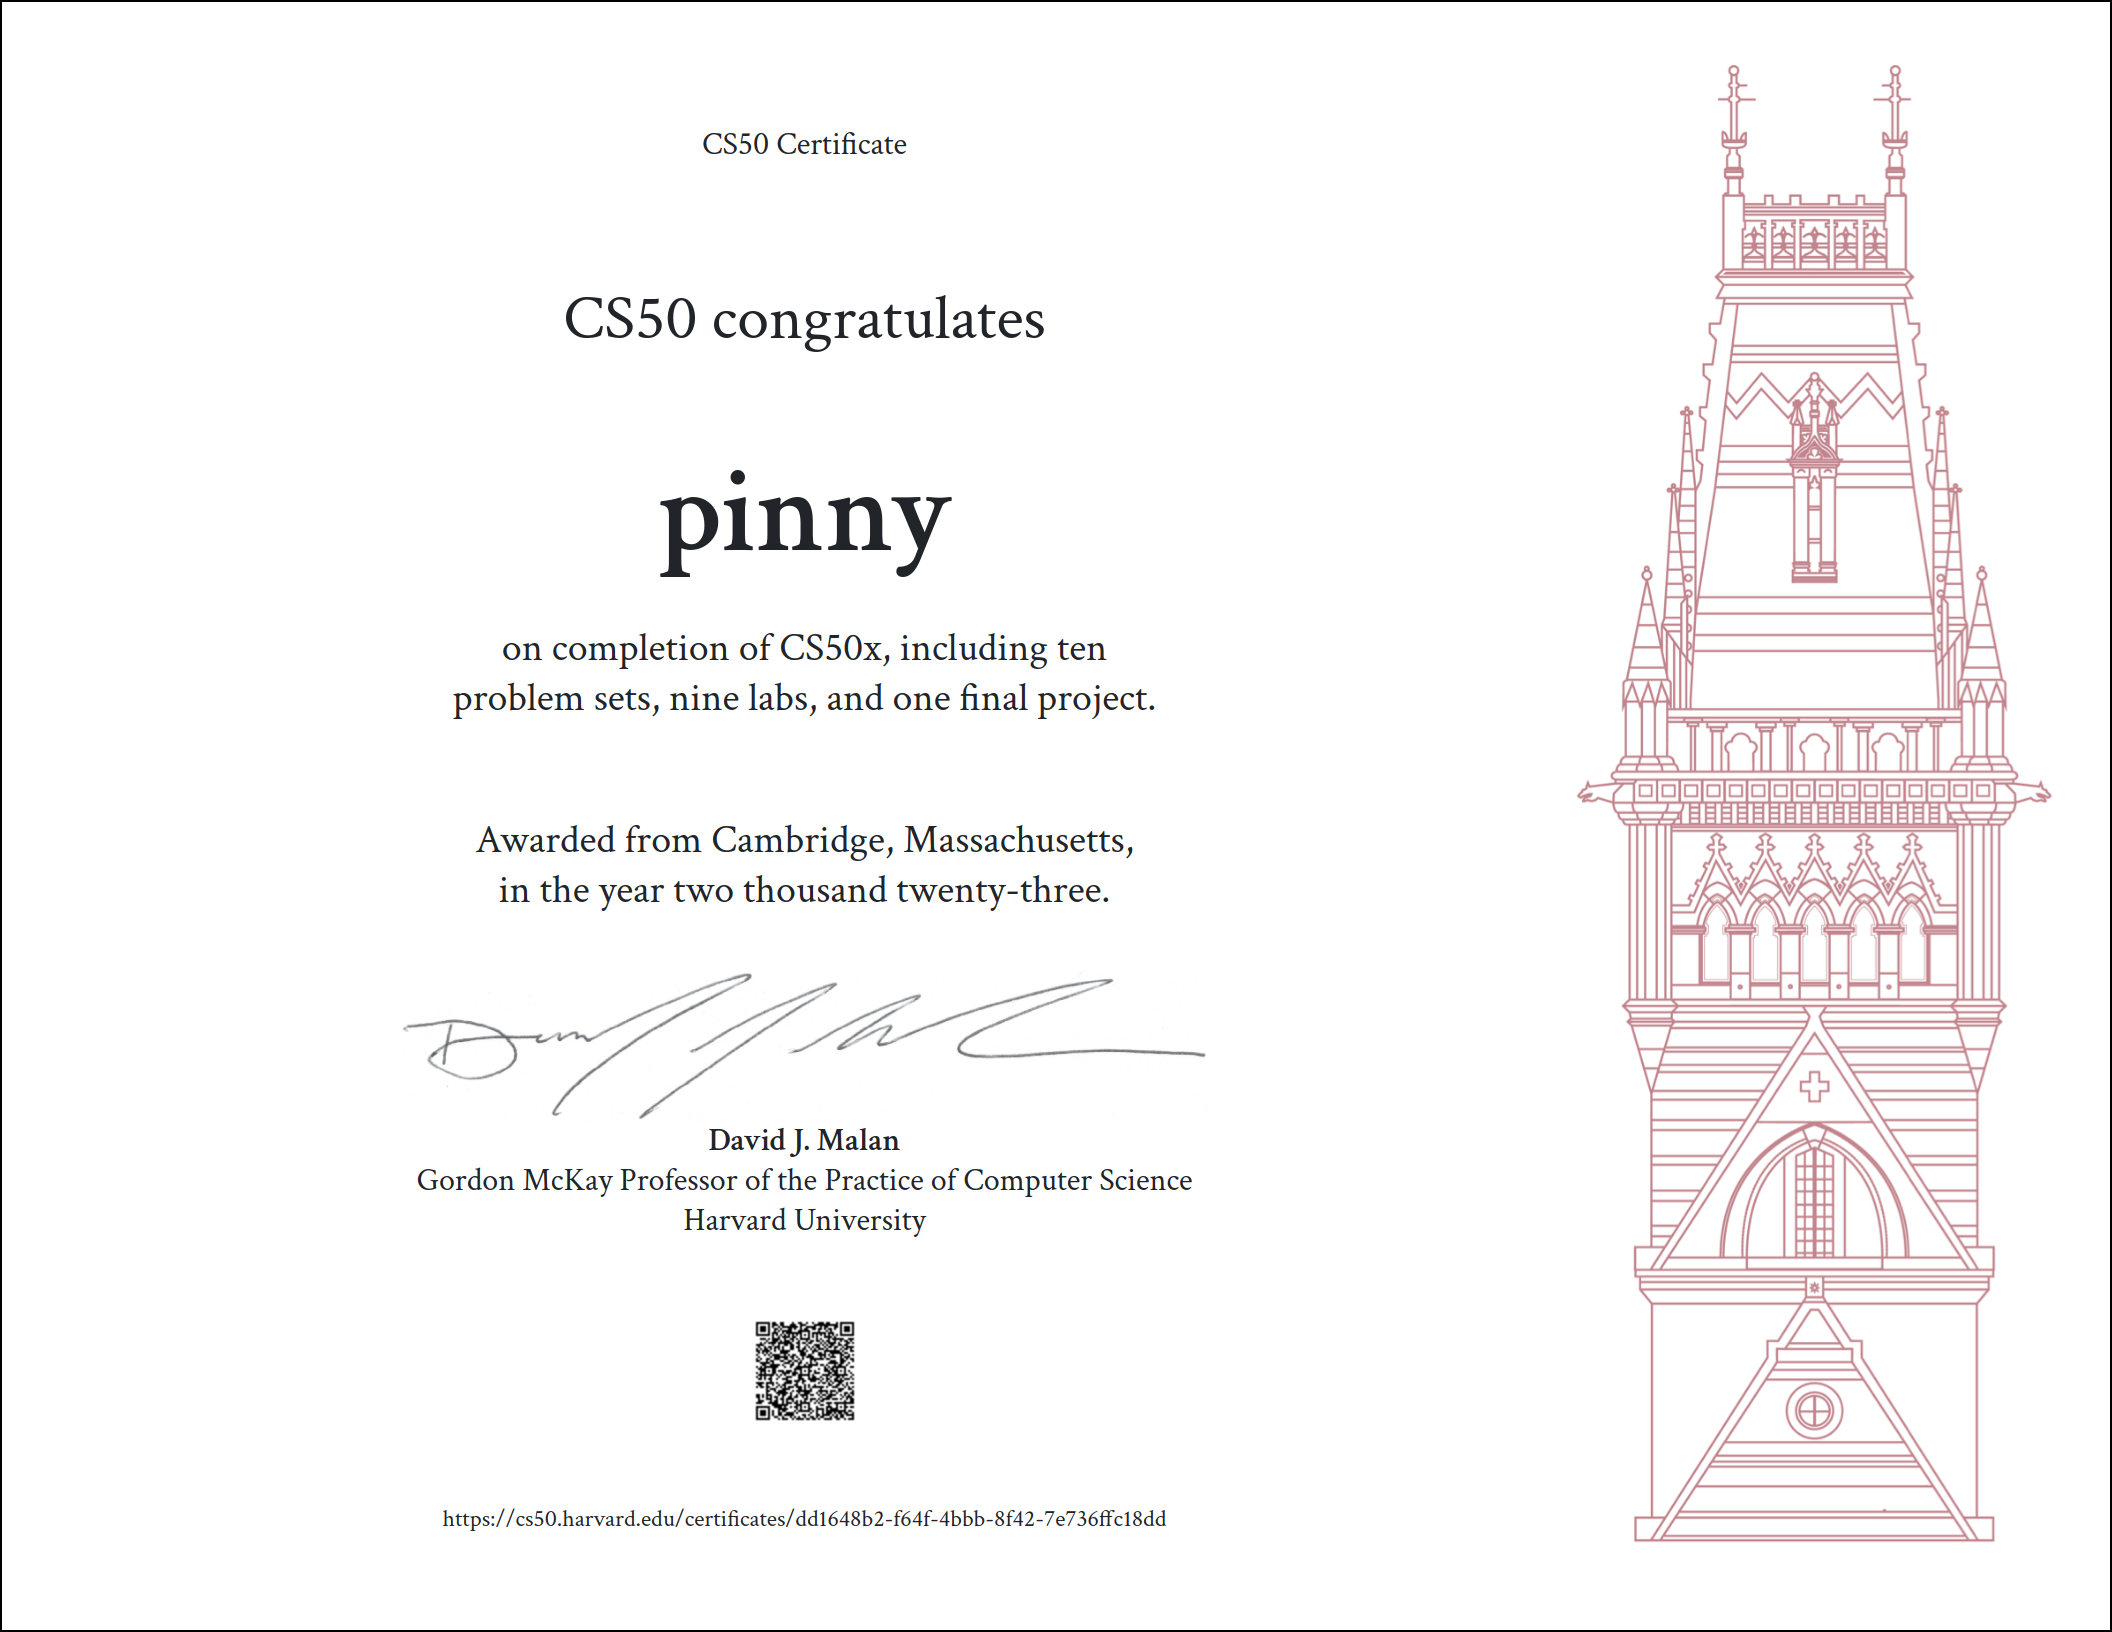 CS50 Certificate
CS50 congratulates
pinny
on completion of CS50x, including ten
problem sets, nine labs, and one final project.
Awarded from Cambridge, Massachusetts,
in the year two thousand twenty-three.
David J. Malan
Gordon McKay Professor of the Practice of Computer Science
Harvard University
https://cs50.harvard.edu/certificates/dd1648b2-f64f-4bbb-8f42-7e736ffc18dd